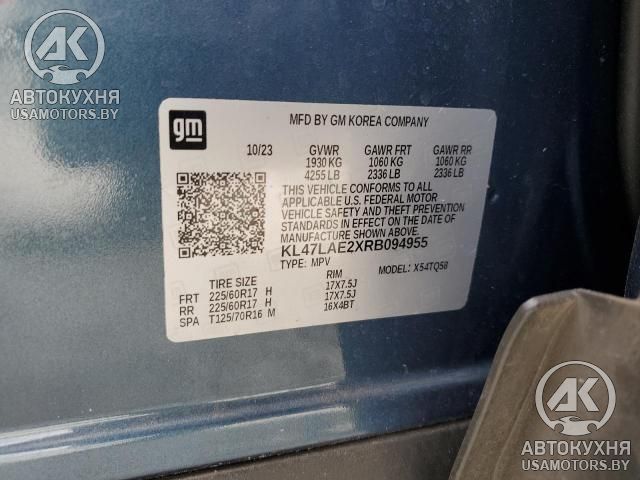 AK
АВТОКУХНЯ
USAMOTORS.BY
gm
MFD BY GM KOREA COMPANY
10/23 GVWR GAWR FRT GAWR RR
1930 KG 1060 KG 1060 KG
4255 LB 2336 LB 2336 LB
THIS VEHICLE CONFORMS TO ALL
APPLICABLE U.S. FEDERAL MOTOR
VEHICLE SAFETY AND THEFT PREVENTION
STANDARDS IN EFFECT ON THE DATE OF
MANUFACTURE SHOWN ABOVE.
KL47LAE2XRB094955
TYPE: MPV MODEL: X54TQ58
TIRE SIZE RIM
FRT 225/60R17 H 17X7.5J
RR 225/60R17 H 17X7.5J
SPA T125/70R16 M 16X4BT
AK
АВТОКУХНЯ
USAMOTORS.BY